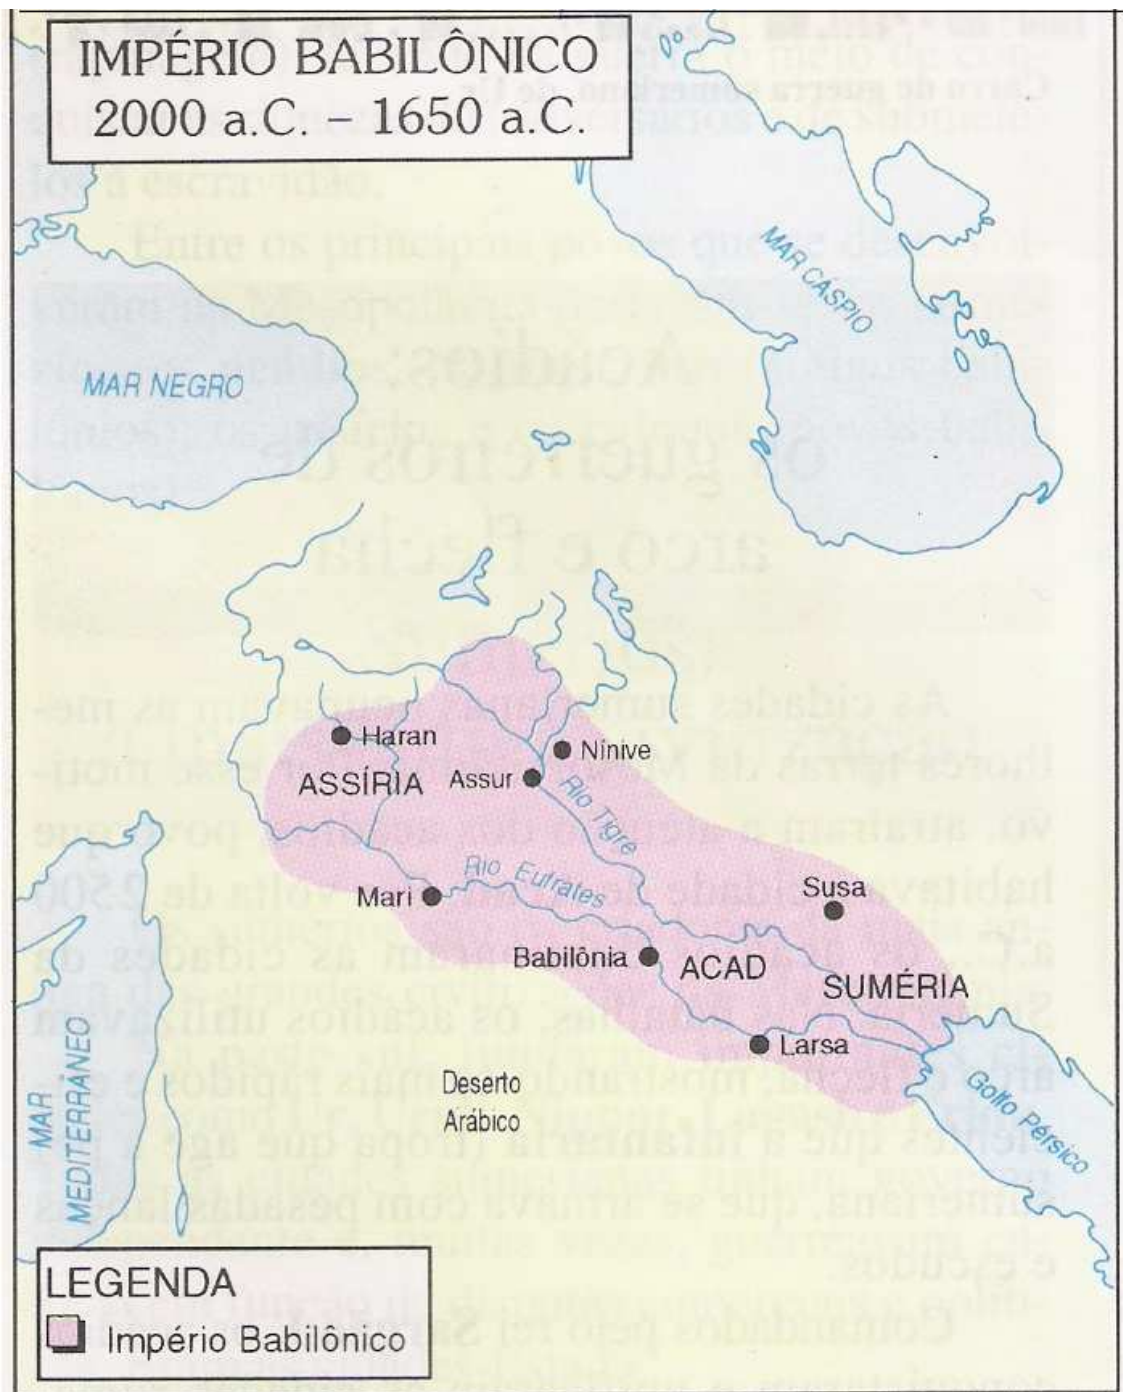 IMPÉRIO BABILÔNICO
2000 a.C. – 1650 a.C.
MAR CÁSPIO
MAR NEGRO
Haran
Nínive
ASSÍRIA
Assur
Rio Tigre
Rio Eufrates
Mari
Susa
Babilônia
ACAD
SUMÉRIA
Larsa
Deserto
Arábico
Golfo Pérsico
MAR
MEDITERRÂNEO
LEGENDA
Império Babilônico